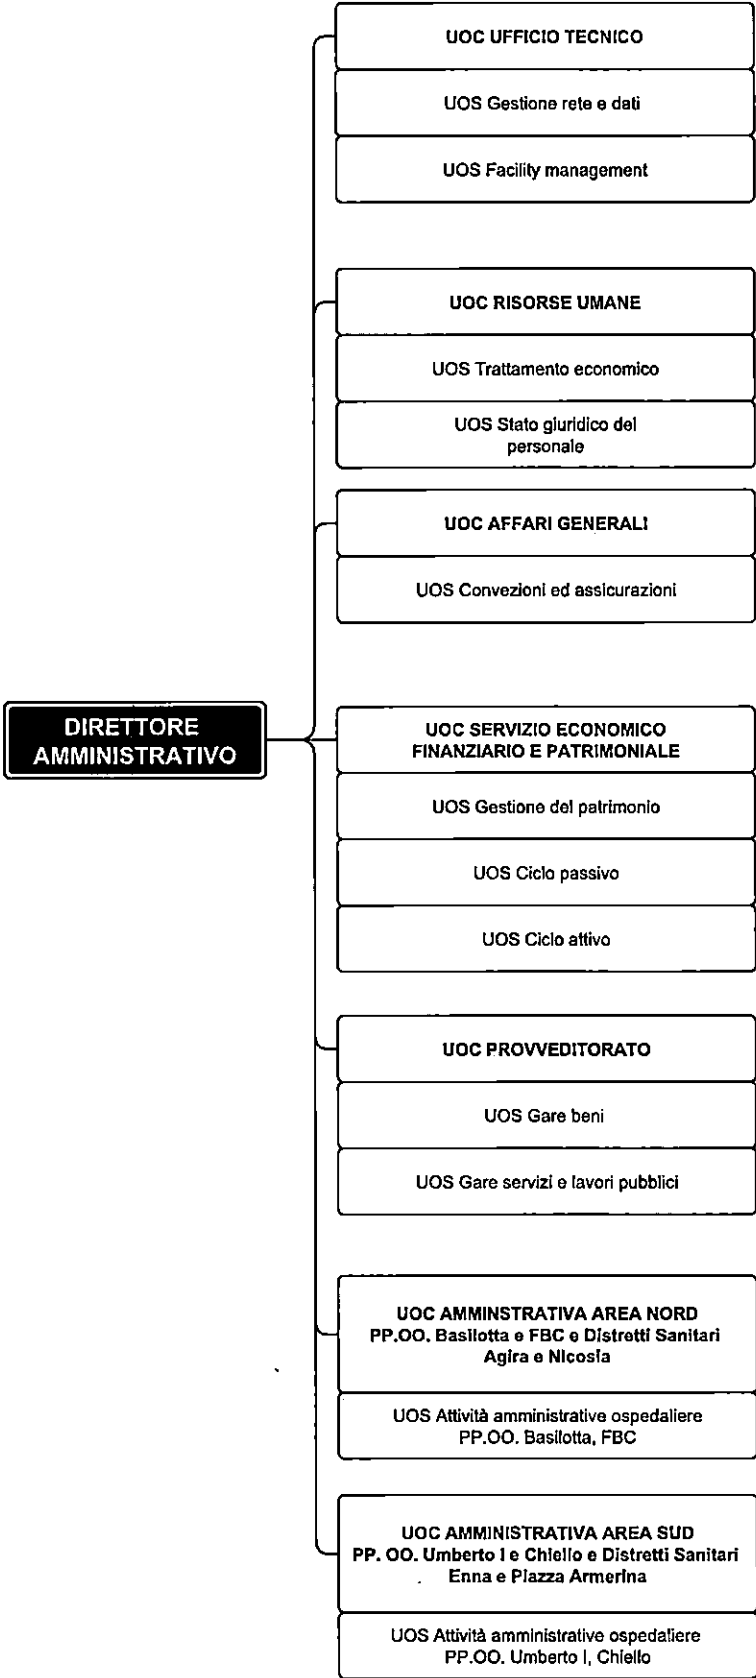 UOC UFFICIO TECNICO
UOS Gestione rete e dati
UOS Facility management
UOC RISORSE UMANE
UOS Trattamento economico
UOS Stato giuridico del
personale
UOC AFFARI GENERALI
UOS Convezioni ed assicurazioni
DIRETTORE
AMMINISTRATIVO
UOC SERVIZIO ECONOMICO
FINANZIARIO E PATRIMONIALE
UOS Gestione del patrimonio
UOS Ciclo passivo
UOS Ciclo attivo
UOC PROVVEDITORATO
UOS Gare beni
UOS Gare servizi e lavori pubblici
UOC AMMINSTRATIVA AREA NORD
PP.OO. Basilotta e FBC e Distretti Sanitari
Agira e Nicosia
UOS Attività amministrative ospedaliere
PP.OO. Basilotta, FBC
UOC AMMINISTRATIVA AREA SUD
PP. OO. Umberto I e Chiello e Distretti Sanitari
Enna e Piazza Armerina
UOS Attività amministrative ospedaliere
PP.OO. Umberto I, Chiello